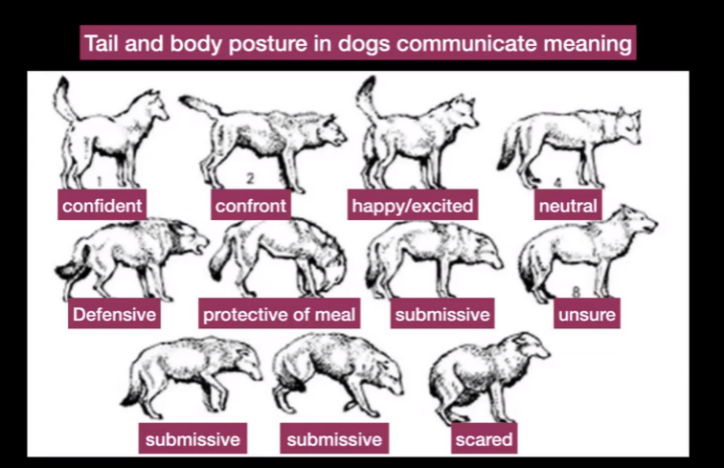 Tail and body posture in dogs communicate meaning
1
2
4
confident
confront
happy/excited
neutral
8
Defensive
protective of meal
submissive
unsure
submissive
submissive
scared